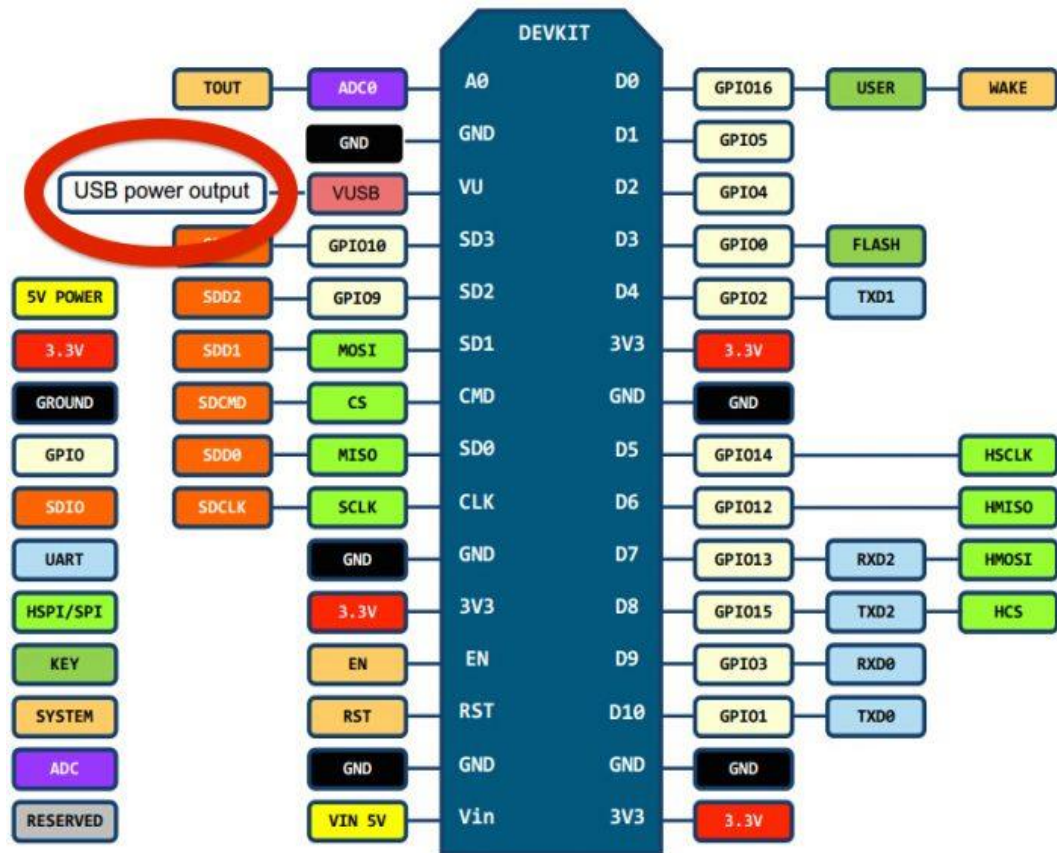 DEVKIT
TOUT ADC0 A0 D0 GPIO16 USER WAKE
GND GND D1 GPIO5
USB power output VUSB VU D2 GPIO4
GPIO10 SD3 D3 GPIO0 FLASH
5V POWER SDD2 GPIO9 SD2 D4 GPIO2 TXD1
3.3V SDD1 MOSI SD1 3V3 3.3V
GROUND SDCMD CS CMD GND GND
GPIO SDD0 MISO SD0 D5 GPIO14 HSCLK
SDIO SDCLK SCLK CLK D6 GPIO12 HMISO
UART GND GND D7 GPIO13 RXD2 HMOSI
HSPI/SPI 3.3V 3V3 D8 GPIO15 TXD2 HCS
KEY EN EN D9 GPIO3 RXD0
SYSTEM RST RST D10 GPIO1 TXD0
ADC GND GND GND GND
RESERVED VIN 5V Vin 3V3 3.3V